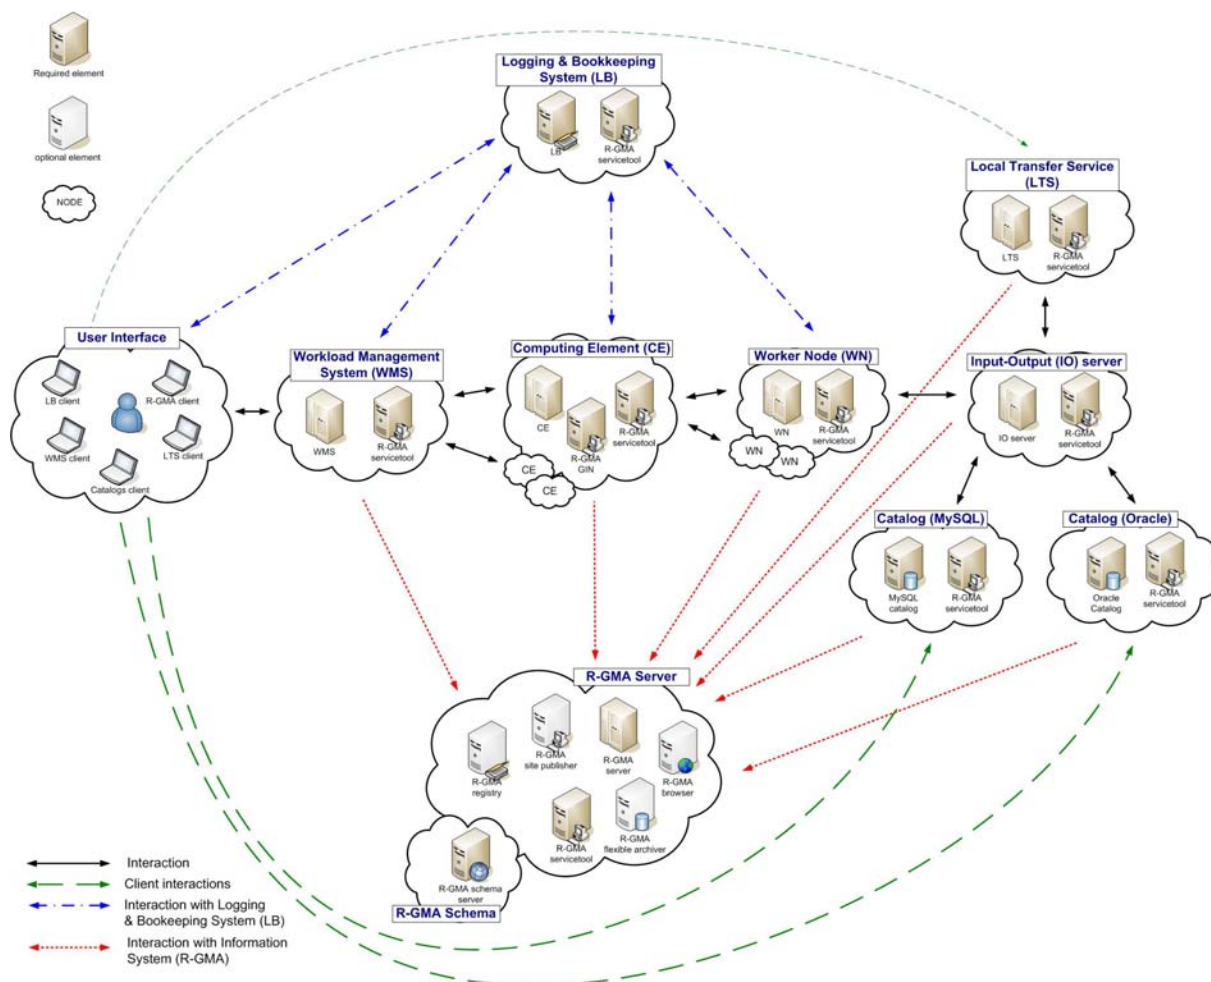 Required element
optional element
NODE
Logging & Bookkeeping
System (LB)
LB
R-GMA
servicetool
Local Transfer Service
(LTS)
LTS
R-GMA
servicetool
User Interface
LB client
R-GMA client
WMS client
LTS client
Catalogs client
Workload Management
System (WMS)
WMS
R-GMA
servicetool
Computing Element (CE)
CE
R-GMA
servicetool
R-GMA
GIN
CE
CE
Worker Node (WN)
WN
R-GMA
servicetool
WN
WN
Input-Output (IO) server
IO server
R-GMA
servicetool
Catalog (MySQL)
MySQL
catalog
R-GMA
servicetool
Catalog (Oracle)
Oracle
Catalog
R-GMA
servicetool
R-GMA Server
R-GMA
site publisher
R-GMA
server
R-GMA
registry
R-GMA
browser
R-GMA
servicetool
R-GMA
flexible archiver
R-GMA schema
server
R-GMA Schema
Interaction
Client interactions
Interaction with Logging
& Bookeeping System (LB)
Interaction with Information
System (R-GMA)